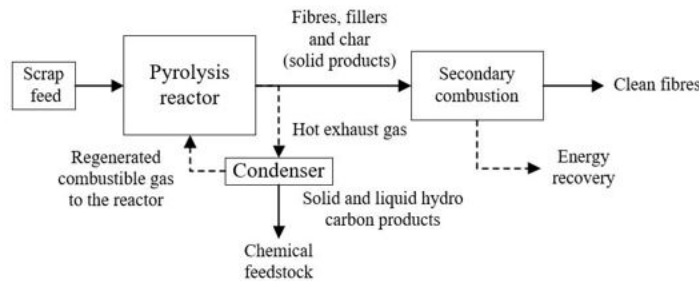 Fibres, fillers
and char
(solid products)
Scrap
feed
Pyrolysis
reactor
Secondary
combustion
Clean fibres
Hot exhaust gas
Regenerated
combustible gas
to the reactor
Condenser
Energy
recovery
Solid and liquid hydro
carbon products
Chemical
feedstock